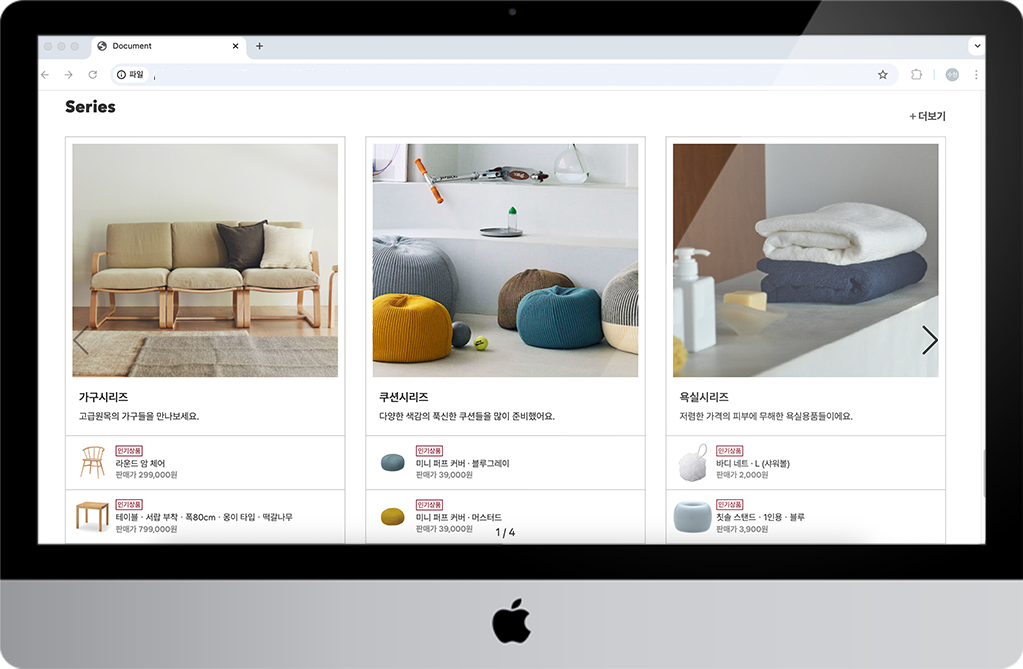 Document
파일
Series
+ 더보기
가구시리즈
고급원목의 가구들을 만나보세요.
인기상품
라운드 암 체어
판매가 299,000원
인기상품
테이블 · 서랍 부착 · 폭80cm · 웅이 타입 · 떡갈나무
판매가 799,000원
쿠션시리즈
다양한 색감의 푹신한 쿠션들을 많이 준비했어요.
인기상품
미니 퍼프 커버 · 블루그레이
판매가 39,000원
인기상품
미니 퍼프 커버 · 머스터드
판매가 39,000원
욕실시리즈
저렴한 가격의 피부에 무해한 욕실용품들이에요.
인기상품
바디 네트 · L (샤워볼)
판매가 2,000원
인기상품
칫솔 스탠드 · 1인용 · 블루
판매가 3,900원
1 / 4